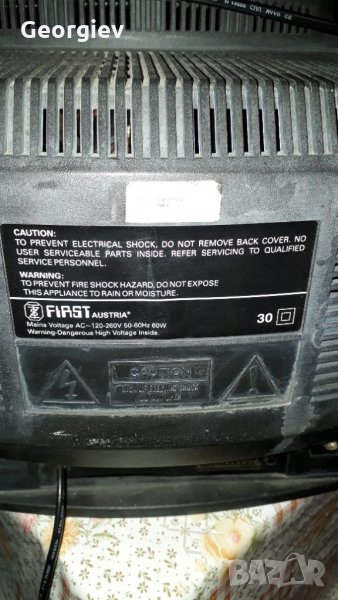 Georgiev
CAUTION:
TO PREVENT ELECTRICAL SHOCK, DO NOT REMOVE BACK COVER. NO
USER SERVICEABLE PARTS INSIDE. REFER SERVICING TO QUALIFIED
SERVICE PERSONNEL.
WARNING:
TO PREVENT FIRE SHOCK HAZARD, DO NOT EXPOSE
THIS APPLIANCE TO RAIN OR MOISTURE.
FIRST AUSTRIA® 30
Mains Voltage AC~120-260V 50-60Hz 60W
Warning-Dangerous High Voltage Inside.
CAUTION
BAZAR